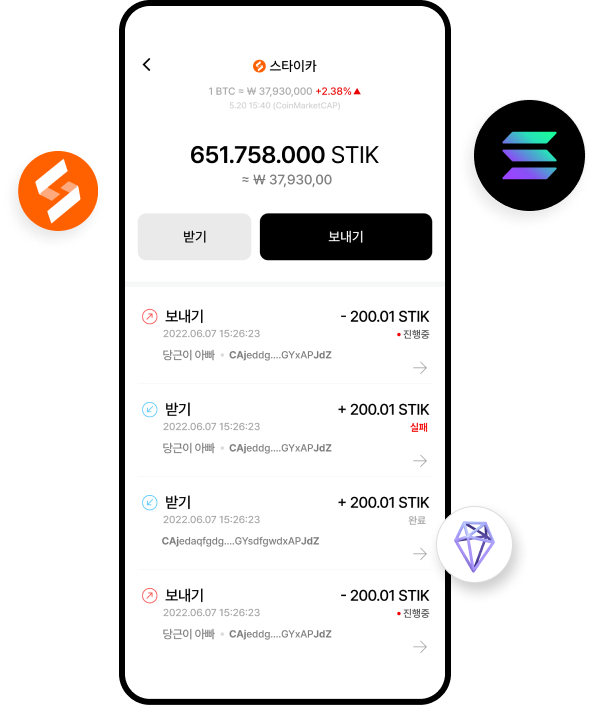 스타이카
1 BTC ≈ ₩ 37,930,000 +2.38% ▲
5.20 15:40 (CoinMarketCAP)
651.758.000 STIK
≈ ₩ 37,930,00
받기 보내기
보내기 - 200.01 STIK
2022.06.07 15:26:23 • 진행중
당근이 아빠 • CAjeddg....GYxAPJdZ
받기 + 200.01 STIK
2022.06.07 15:26:23 실패
당근이 아빠 • CAjeddg....GYxAPJdZ
받기 + 200.01 STIK
2022.06.07 15:26:23 완료
CAjedaqfgdg....GYsdfgwdxAPJdZ
보내기 - 200.01 STIK
2022.06.07 15:26:23 • 진행중
당근이 아빠 • CAjeddg....GYxAPJdZ